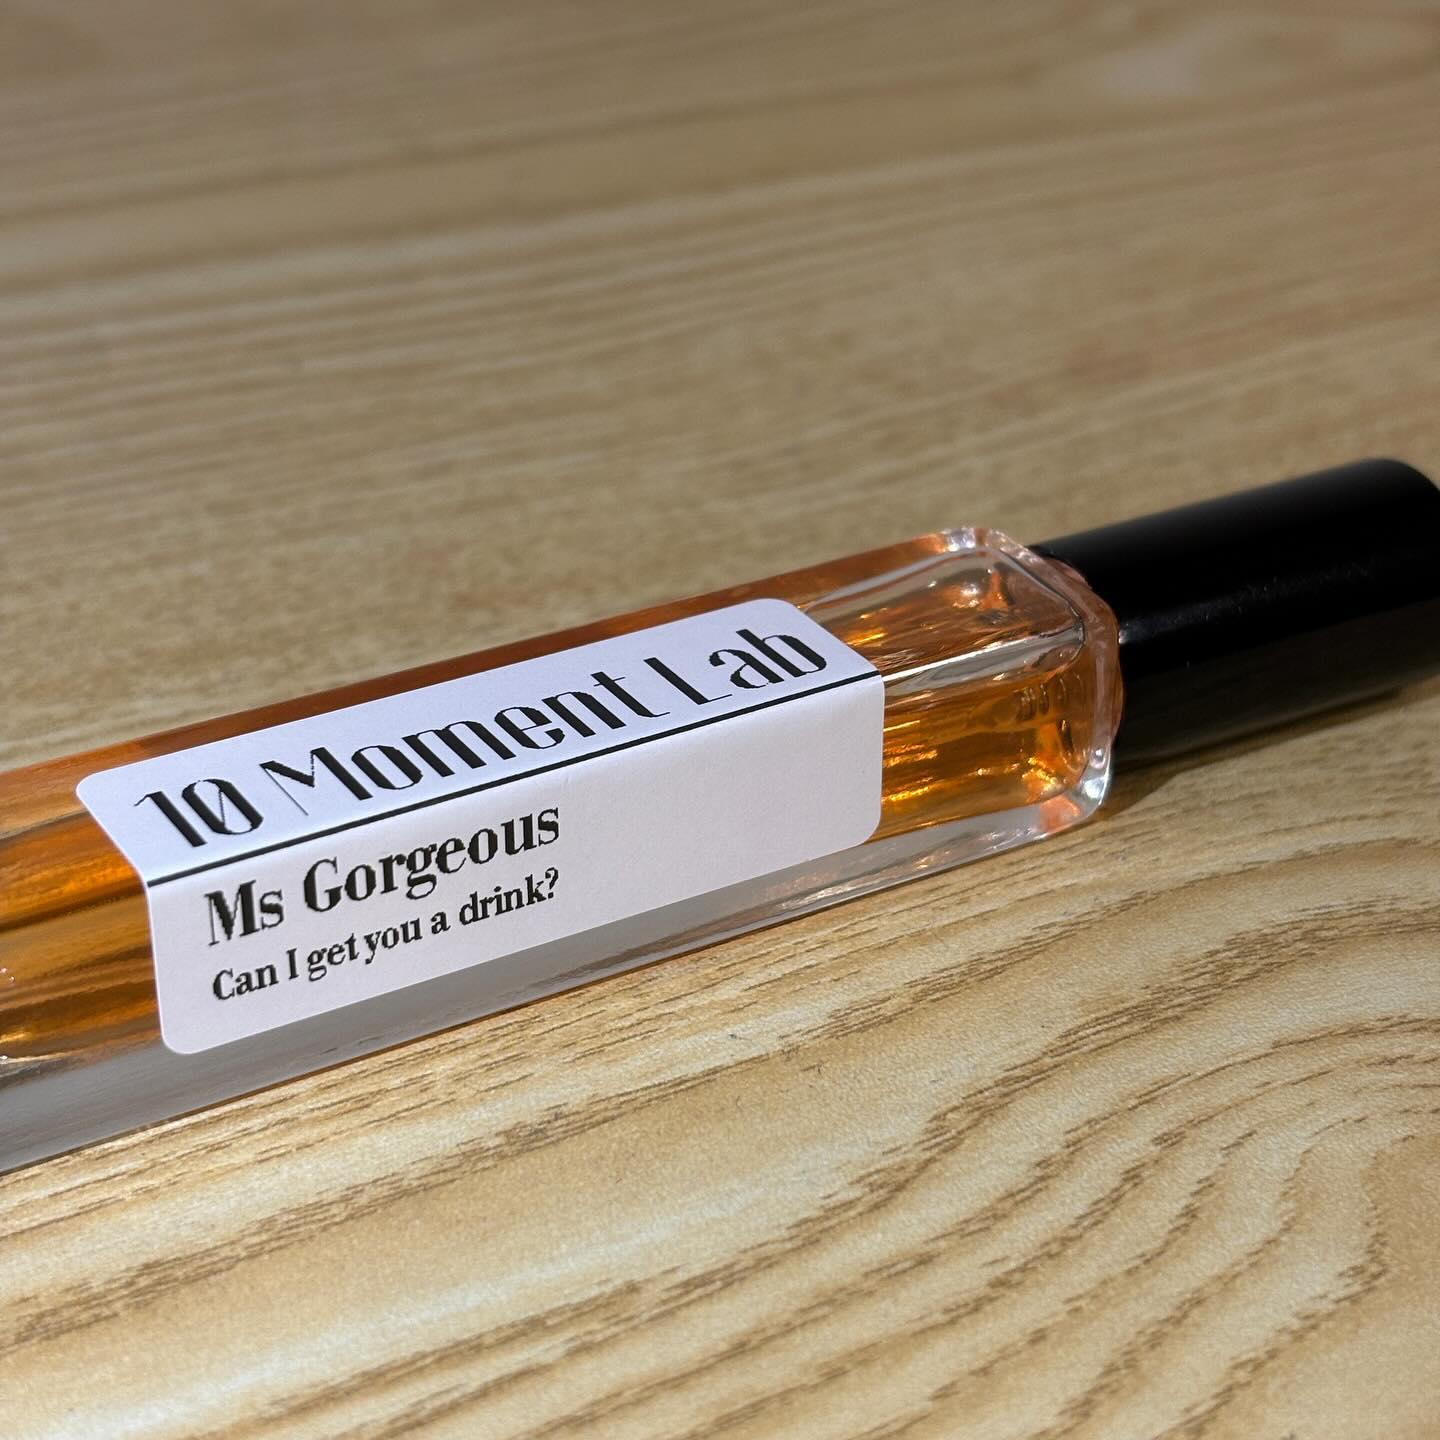 10 Moment Lab
Ms Gorgeous
Can I get you a drink?